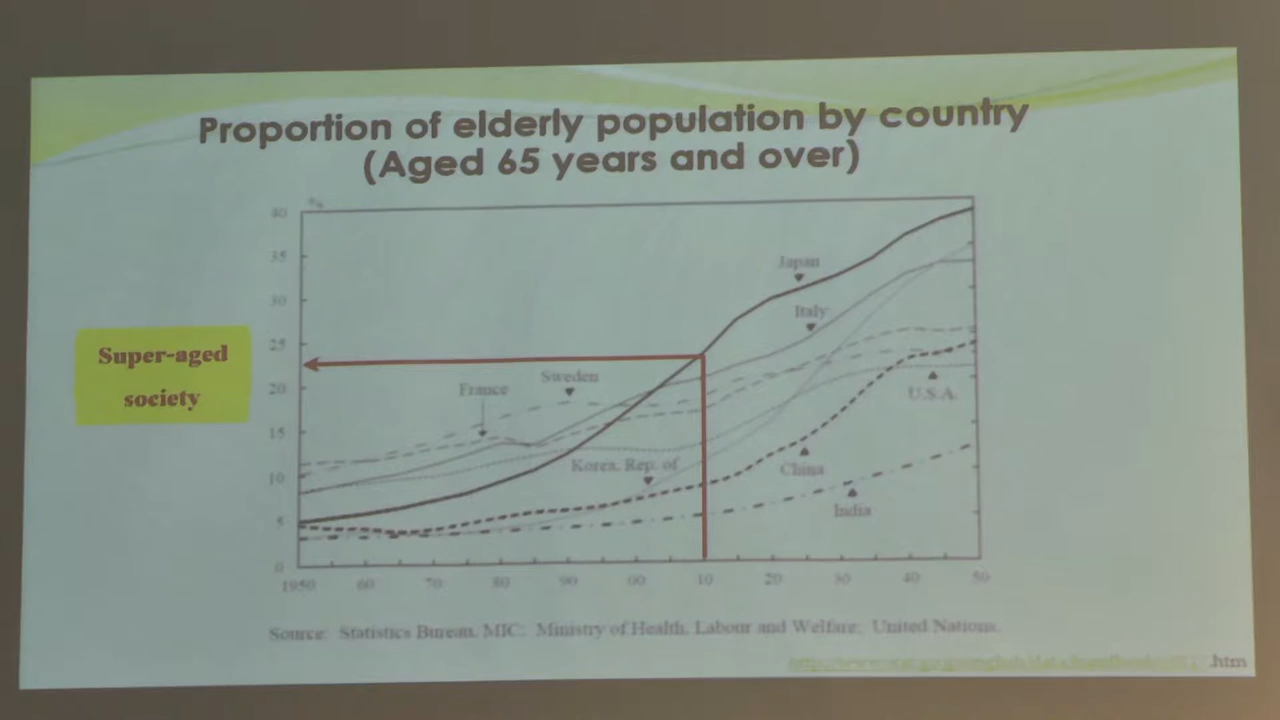 Proportion of elderly population by country
(Aged 65 years and over)
%
40
35
30
25
20
15
10
5
0
Japan
Italy
Sweden
France
U.S.A.
Korea, Rep. of
China
India
Super-aged
society
1950 60 70 80 90 00 10 20 30 40 50
Source: Statistics Bureau, MIC; Ministry of Health, Labour and Welfare; United Nations.
.htm